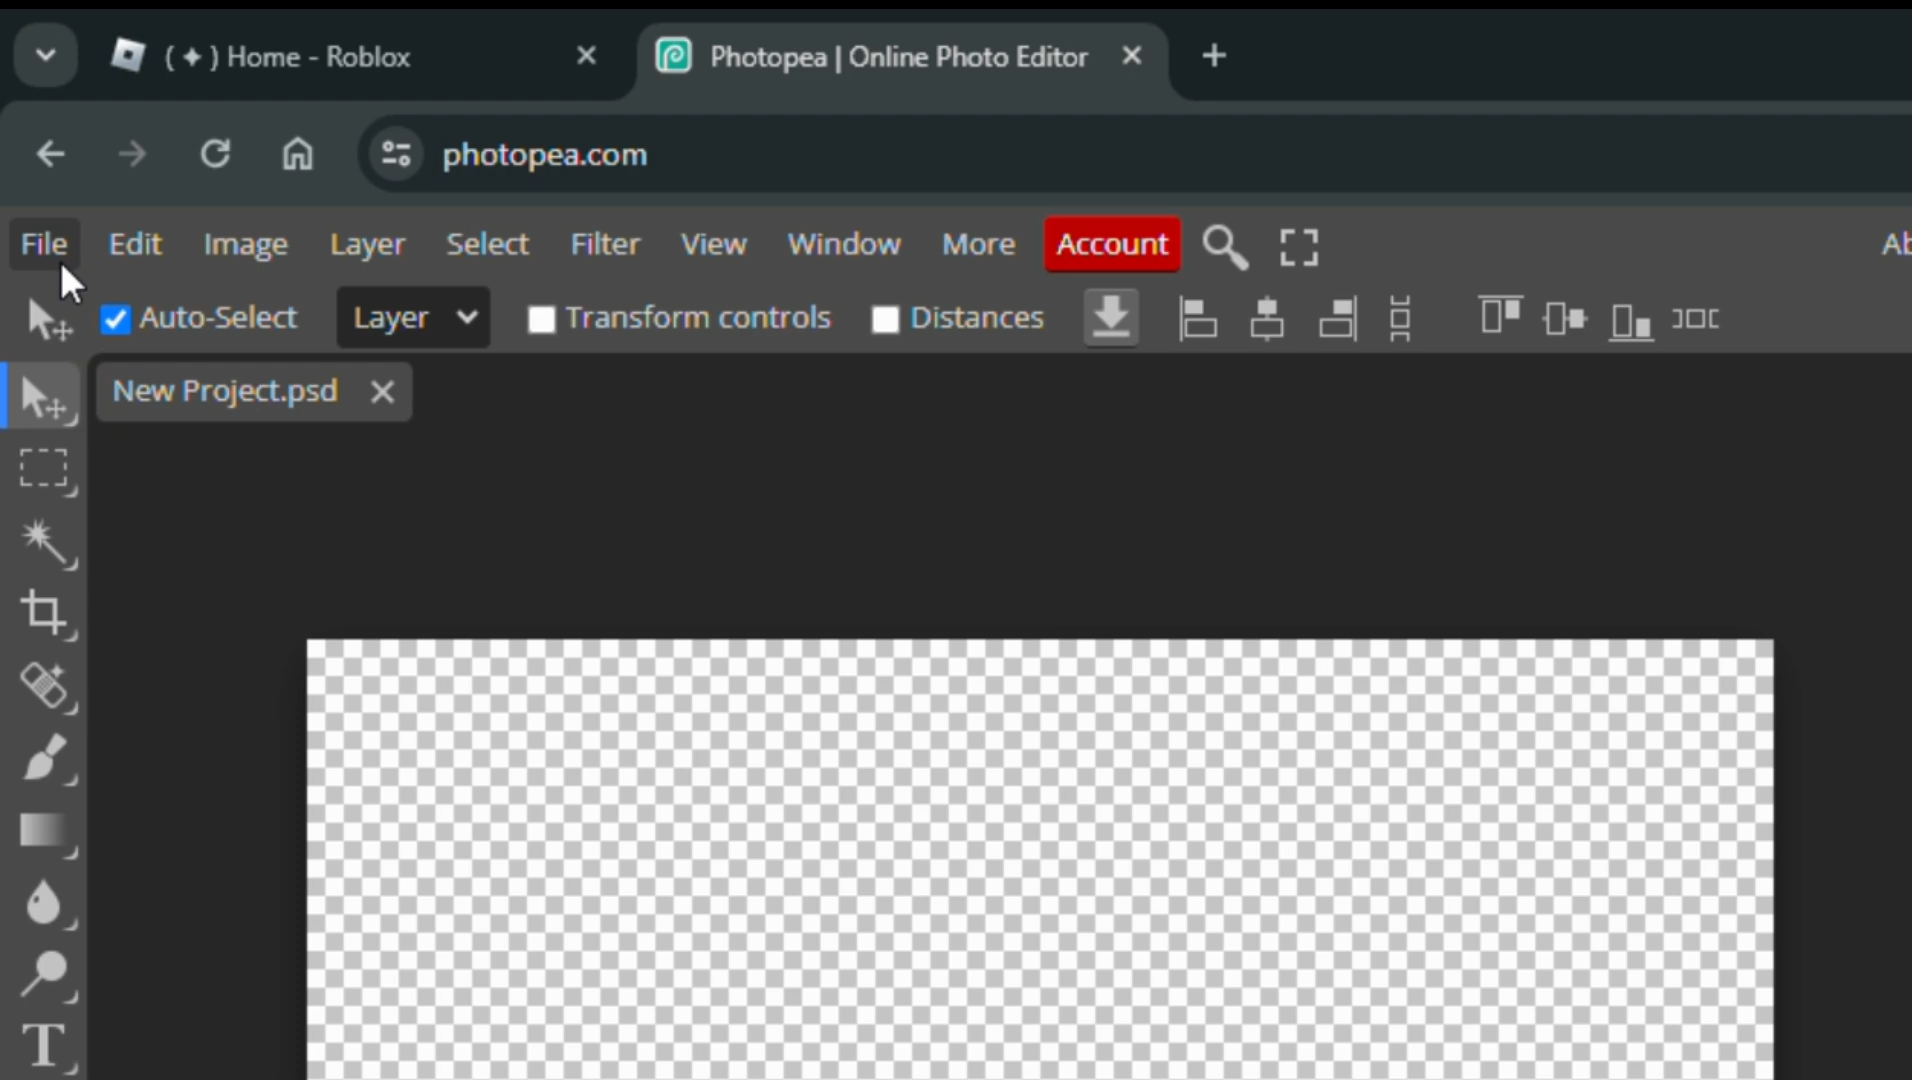 ( ✦ ) Home - Roblox
Photopea | Online Photo Editor
photopea.com
File Edit Image Layer Select Filter View Window More Account
Auto-Select Layer Transform controls Distances
New Project.psd
T